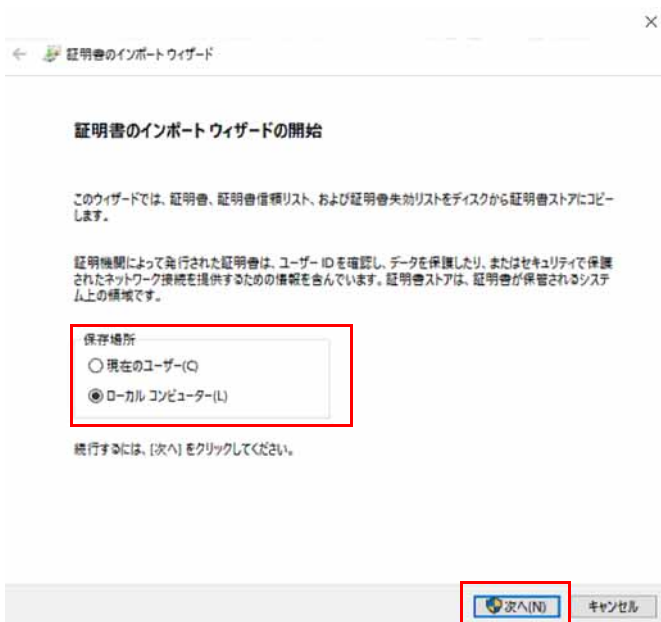 証明書のインポート ウィザード
証明書のインポート ウィザードの開始
このウィザードでは、証明書、証明書信頼リスト、および証明書失効リストをディスクから証明書ストアにコピー
します。
証明機関によって発行された証明書は、ユーザー ID を確認し、データを保護したり、またはセキュリティで保護
されたネットワーク接続を提供するための情報を含んでいます。証明書ストアは、証明書が保管されるシステ
ム上の領域です。
保存場所
現在のユーザー(C)
ローカル コンピューター(L)
続行するには、[次へ] をクリックしてください。
次へ(N)
キャンセル